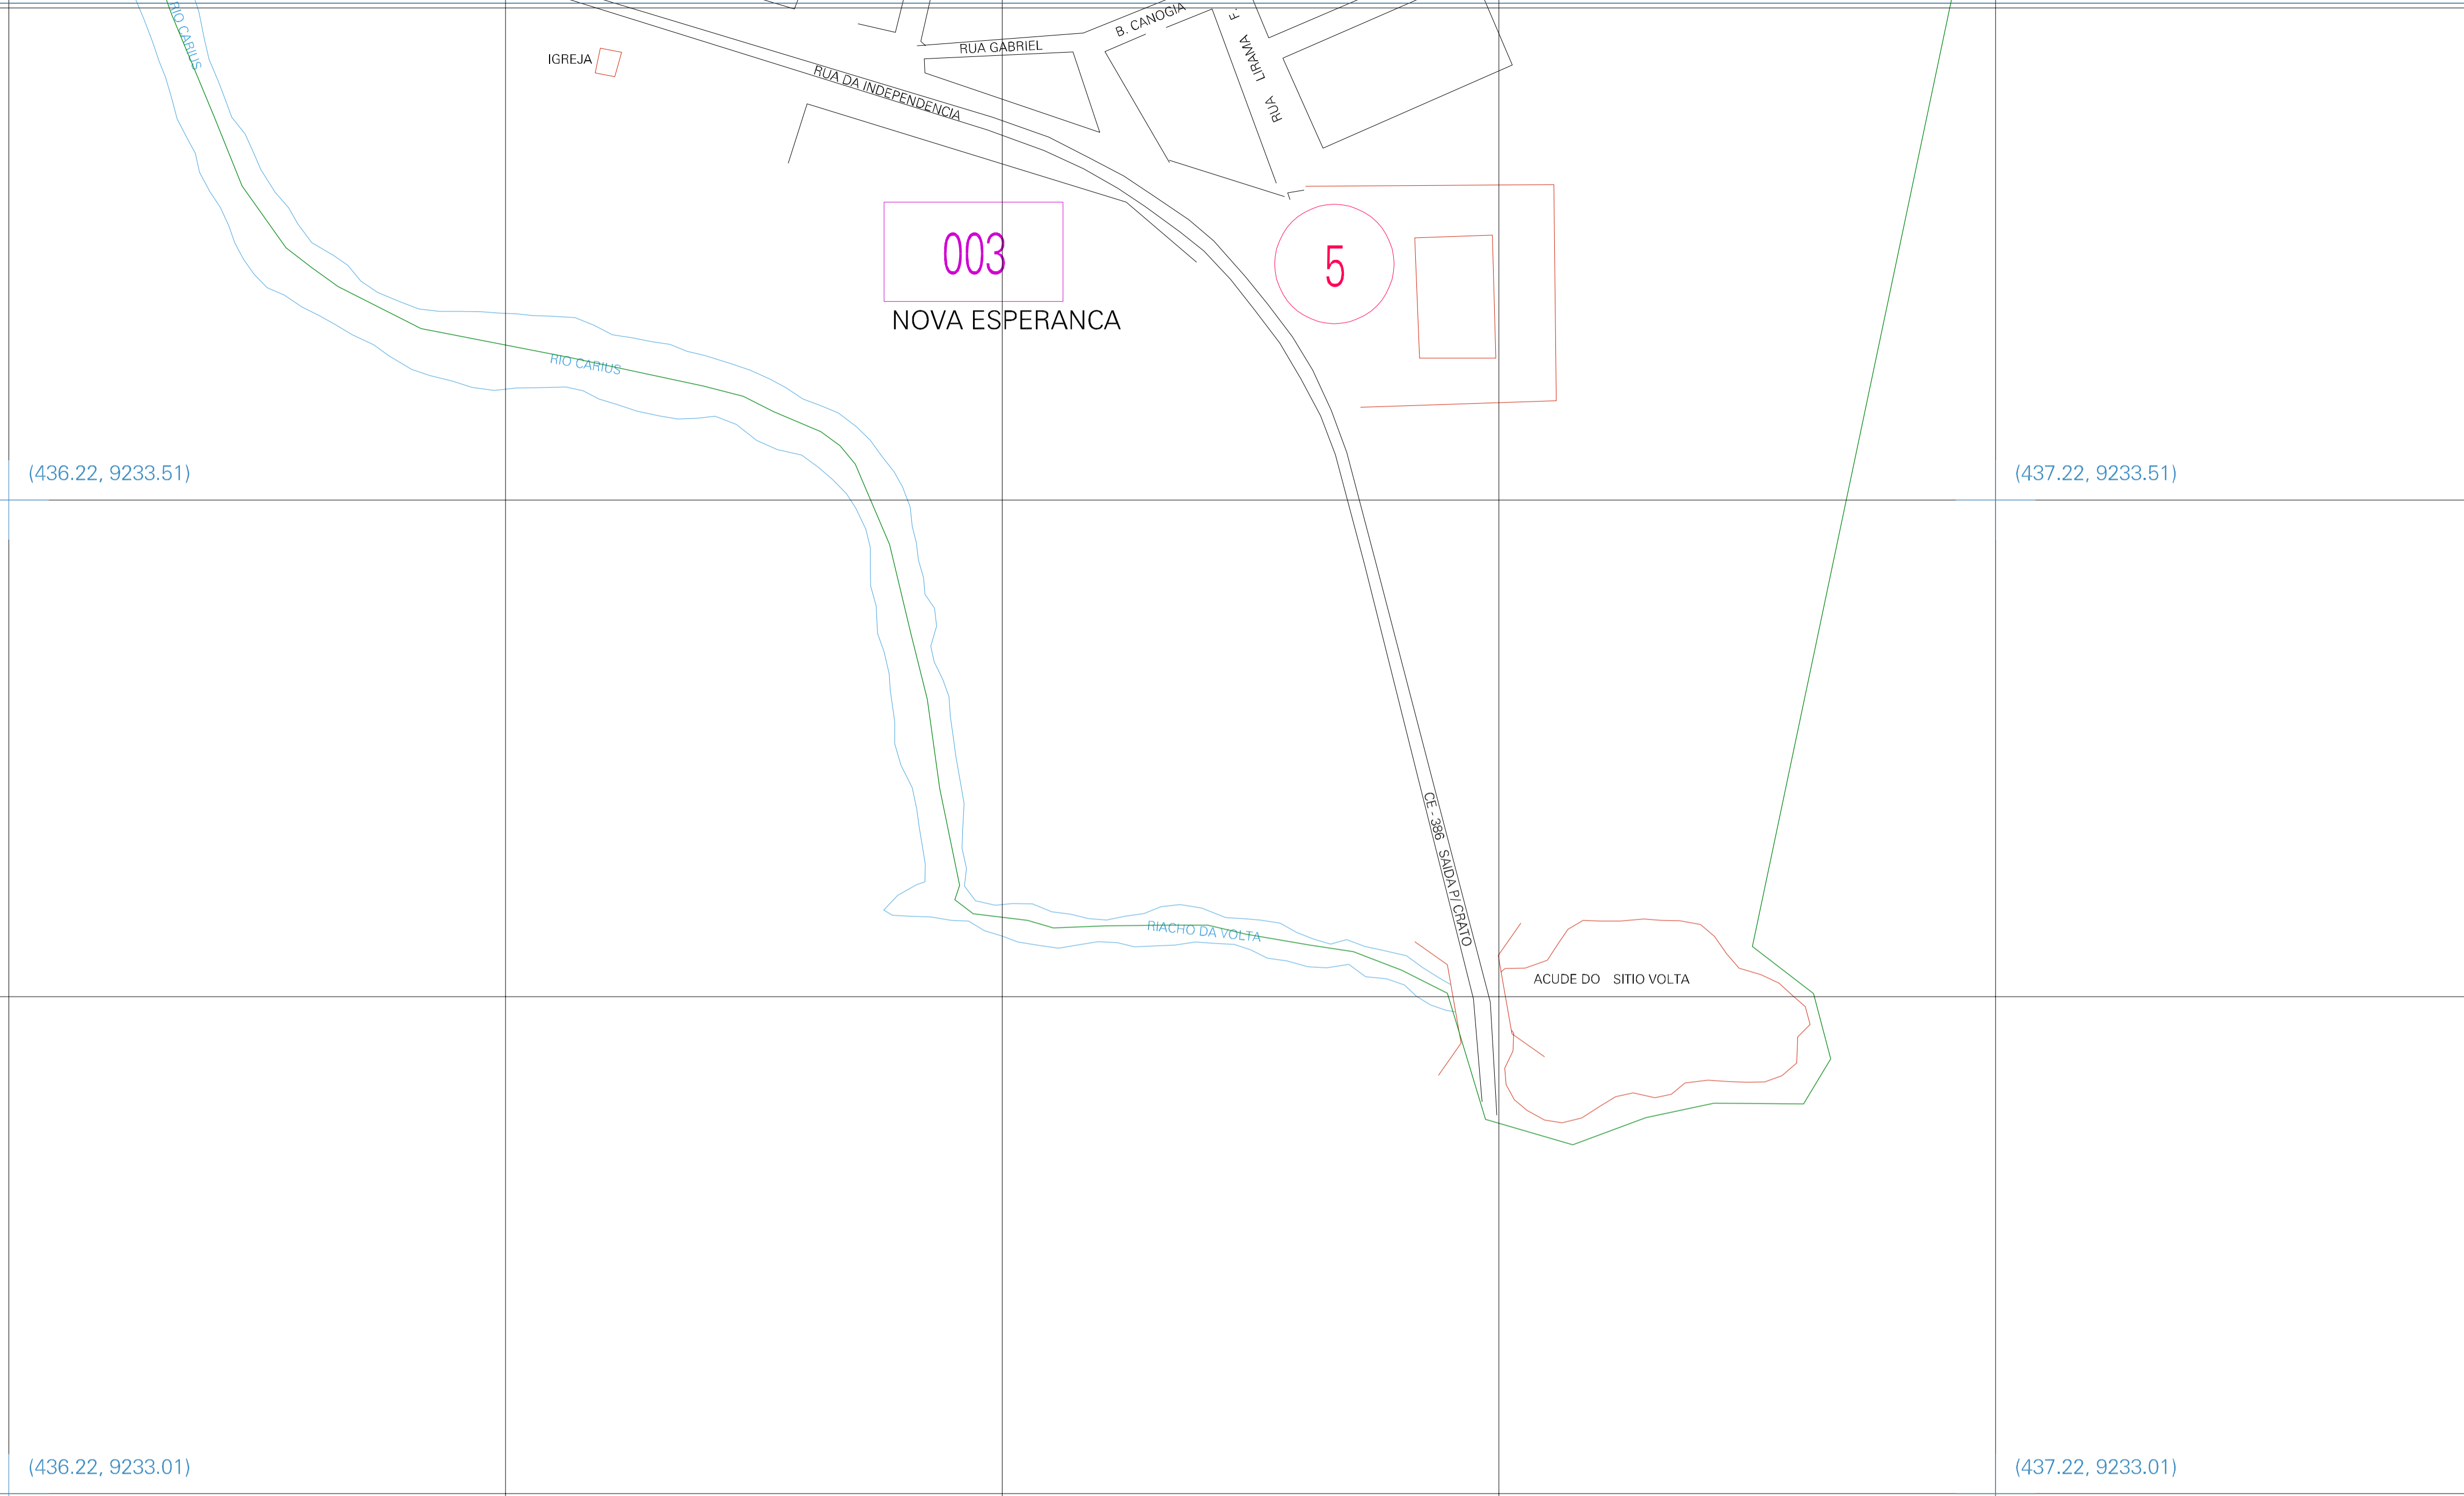 RIO CARIUS
IGREJA
RUA DA INDEPENDENCIA
RUA GABRIEL
B. CANOGIA
RUA LIRAMA F.
003
NOVA ESPERANCA
5
RIO CARIUS
(436.22, 9233.51)
(437.22, 9233.51)
CE - 386 SAIDA P/ CRATO
RIACHO DA VOLTA
ACUDE DO SITIO VOLTA
(436.22, 9233.01)
(437.22, 9233.01)